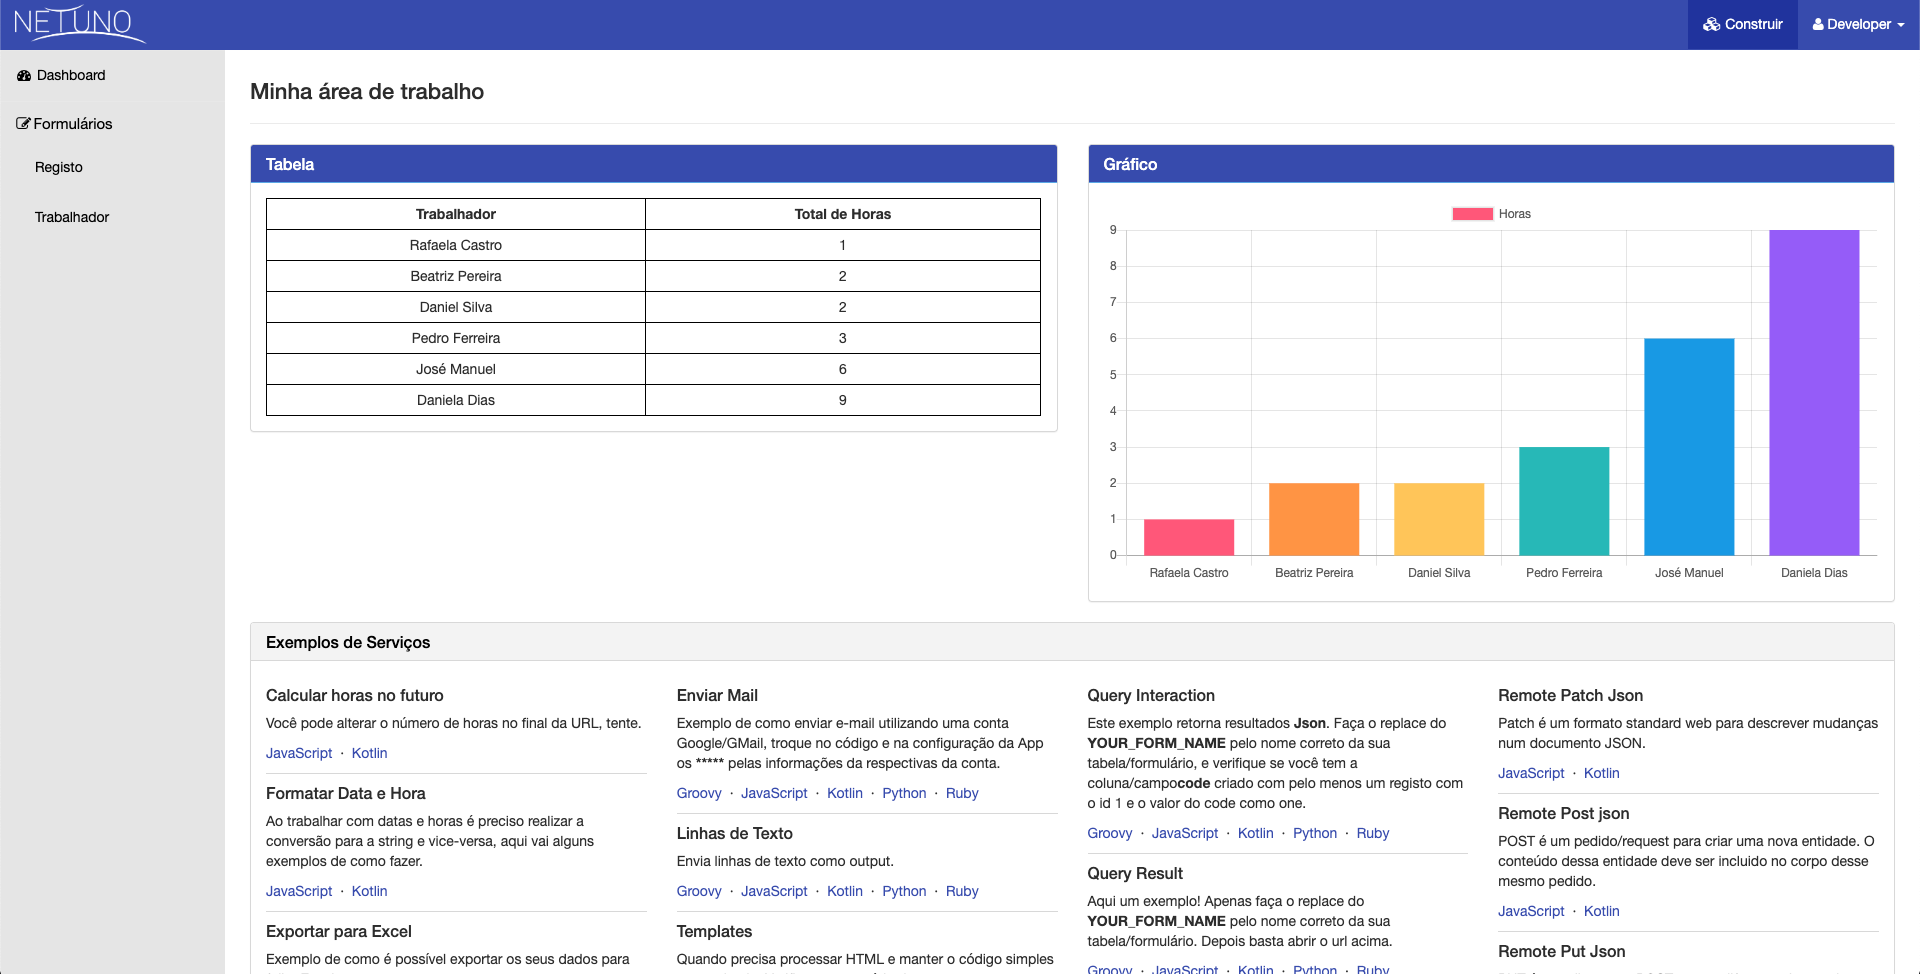 NETUNO
Construir
Developer
Dashboard
Formulários
Registo
Trabalhador
Minha área de trabalho
Tabela
Trabalhador Total de Horas
Rafaela Castro 1
Beatriz Pereira 2
Daniel Silva 2
Pedro Ferreira 3
José Manuel 6
Daniela Dias 9
Gráfico
Horas
9
8
7
6
5
4
3
2
1
0
Rafaela Castro Beatriz Pereira Daniel Silva Pedro Ferreira José Manuel Daniela Dias
Exemplos de Serviços
Calcular horas no futuro
Você pode alterar o número de horas no final da URL, tente.
JavaScript · Kotlin
Formatar Data e Hora
Ao trabalhar com datas e horas é preciso realizar a
conversão para a string e vice-versa, aqui vai alguns
exemplos de como fazer.
JavaScript · Kotlin
Exportar para Excel
Exemplo de como é possível exportar os seus dados para
Enviar Mail
Exemplo de como enviar e-mail utilizando uma conta
Google/GMail, troque no código e na configuração da App
os ***** pelas informações da respectivas da conta.
Groovy · JavaScript · Kotlin · Python · Ruby
Linhas de Texto
Envia linhas de texto como output.
Groovy · JavaScript · Kotlin · Python · Ruby
Templates
Quando precisa processar HTML e manter o código simples
Query Interaction
Este exemplo retorna resultados Json. Faça o replace do
YOUR_FORM_NAME pelo nome correto da sua
tabela/formulário, e verifique se você tem a
coluna/campocode criado com pelo menos um registo com
o id 1 e o valor do code como one.
Groovy · JavaScript · Kotlin · Python · Ruby
Query Result
Aqui um exemplo! Apenas faça o replace do
YOUR_FORM_NAME pelo nome correto da sua
tabela/formulário. Depois basta abrir o url acima.
Groovy · JavaScript · Kotlin · Python · Ruby
Remote Patch Json
Patch é um formato standard web para descrever mudanças
num documento JSON.
JavaScript · Kotlin
Remote Post json
POST é um pedido/request para criar uma nova entidade. O
conteúdo dessa entidade deve ser incluido no corpo desse
mesmo pedido.
JavaScript · Kotlin
Remote Put Json